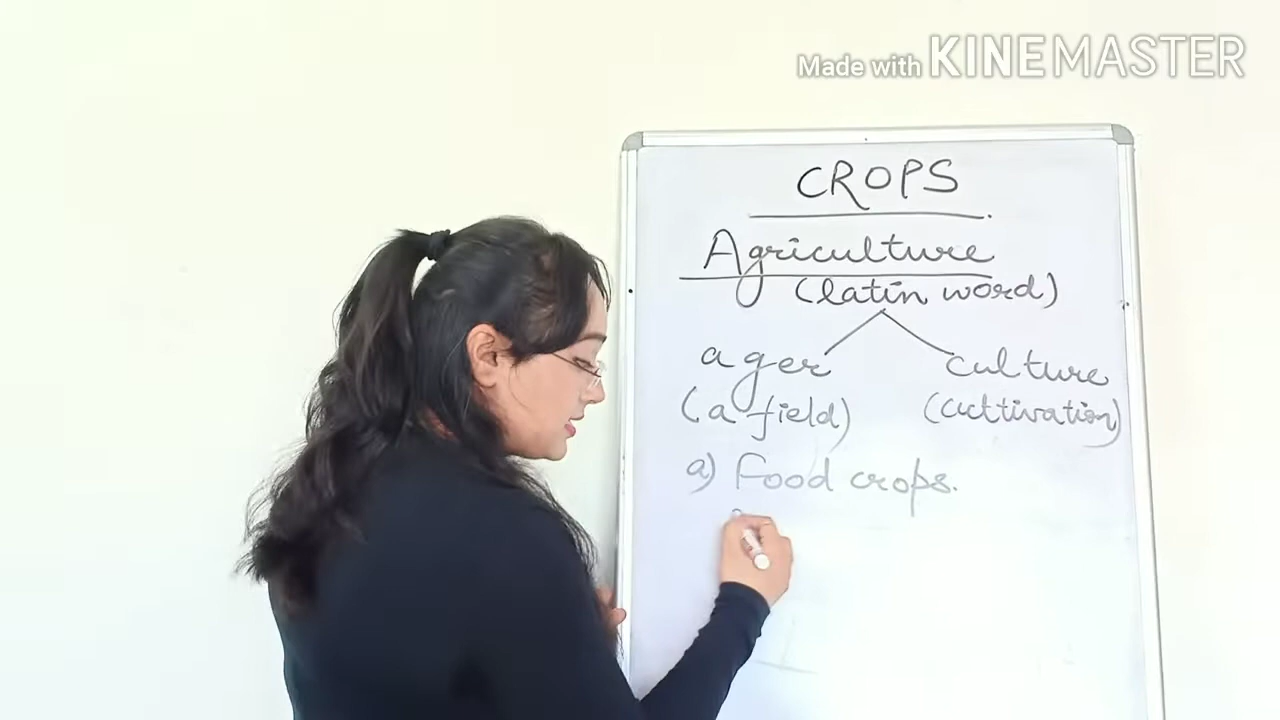 Made with KINEMASTER
CROPS
Agriculture
(latin word)
ager culture
(a field) (cultivation)
a) Food crops.